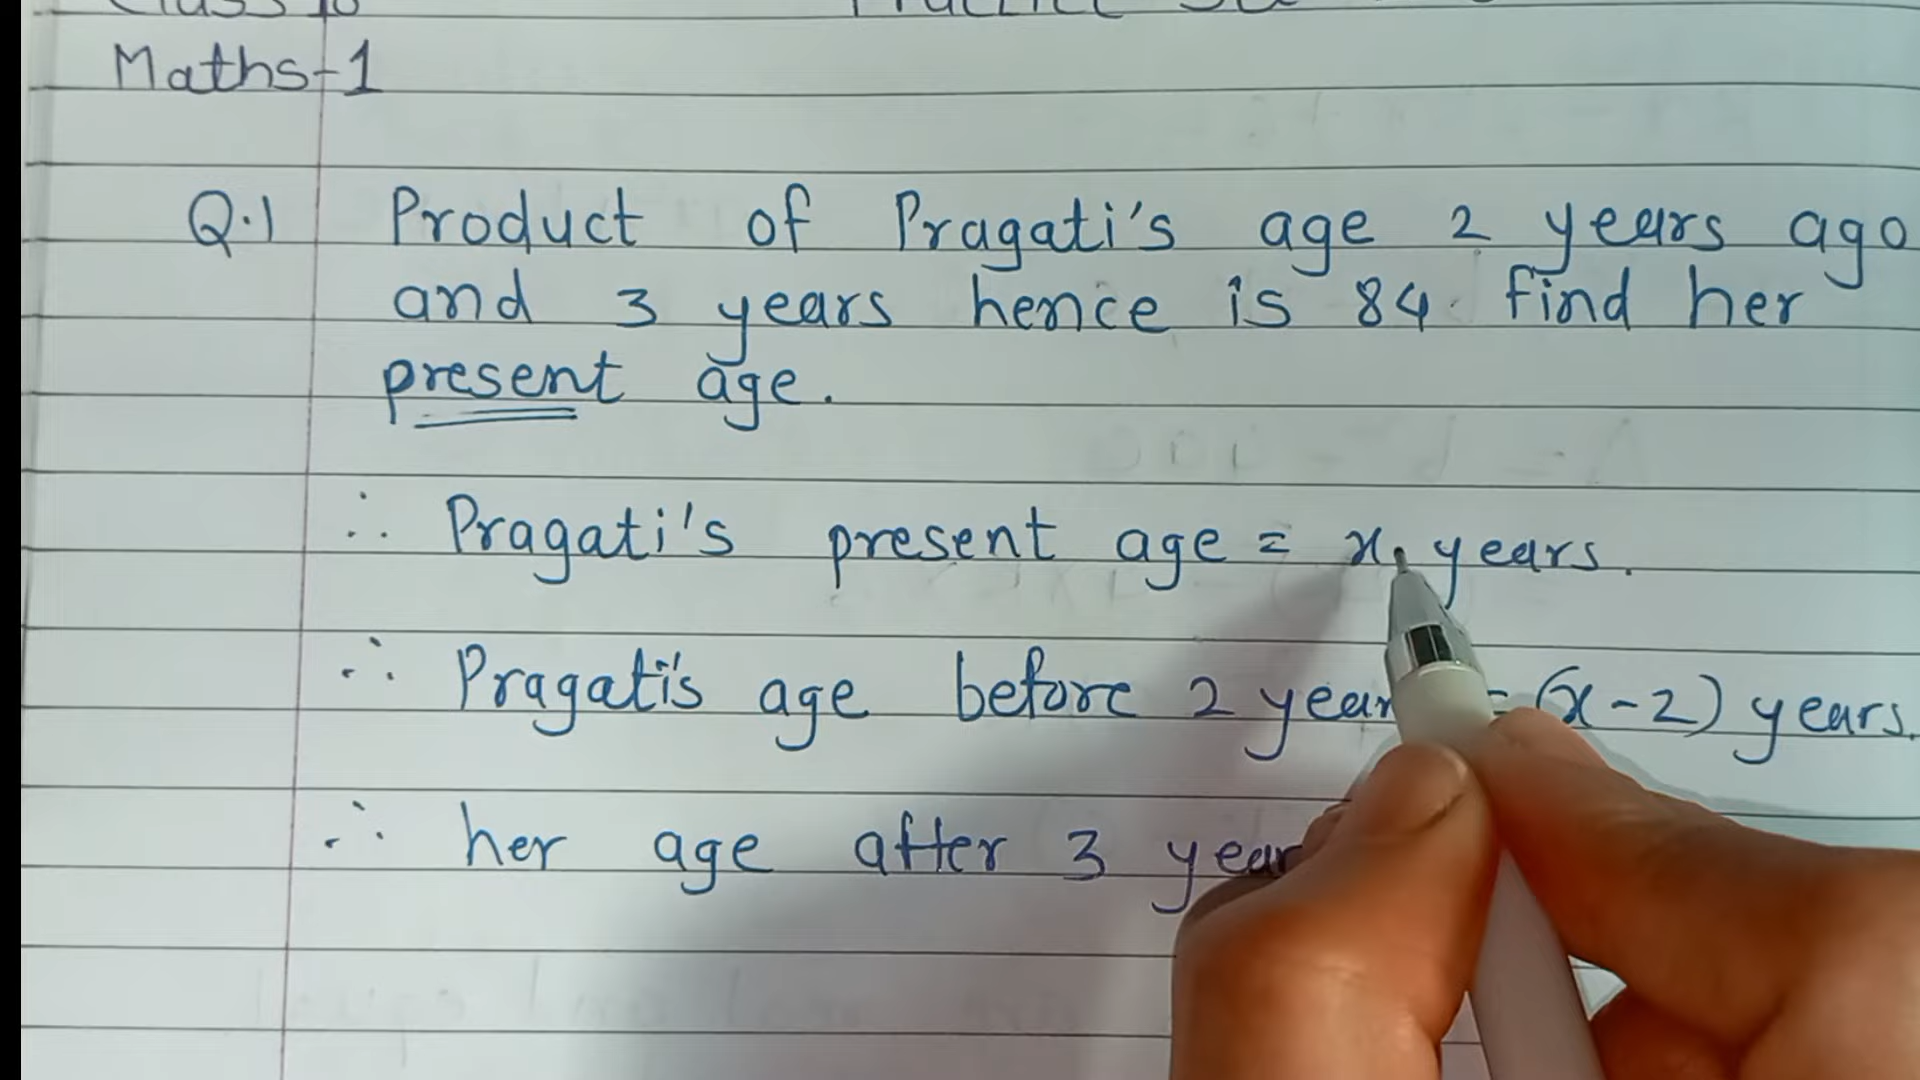 Maths-1
Q.1 Product of Pragati's age 2 years ago
and 3 years hence is 84. find her
present age.
∴ Pragati's present age = x years.
∴ Pragati's age before 2 year = (x-2) years.
∴ her age after 3 year